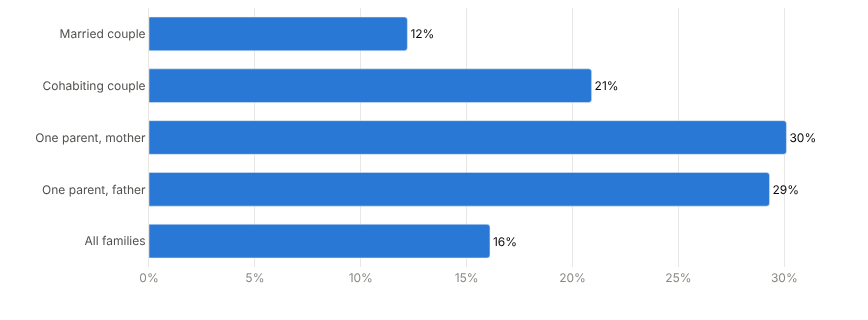 Married couple 12%
Cohabiting couple 21%
One parent, mother 30%
One parent, father 29%
All families 16%
0% 5% 10% 15% 20% 25% 30%